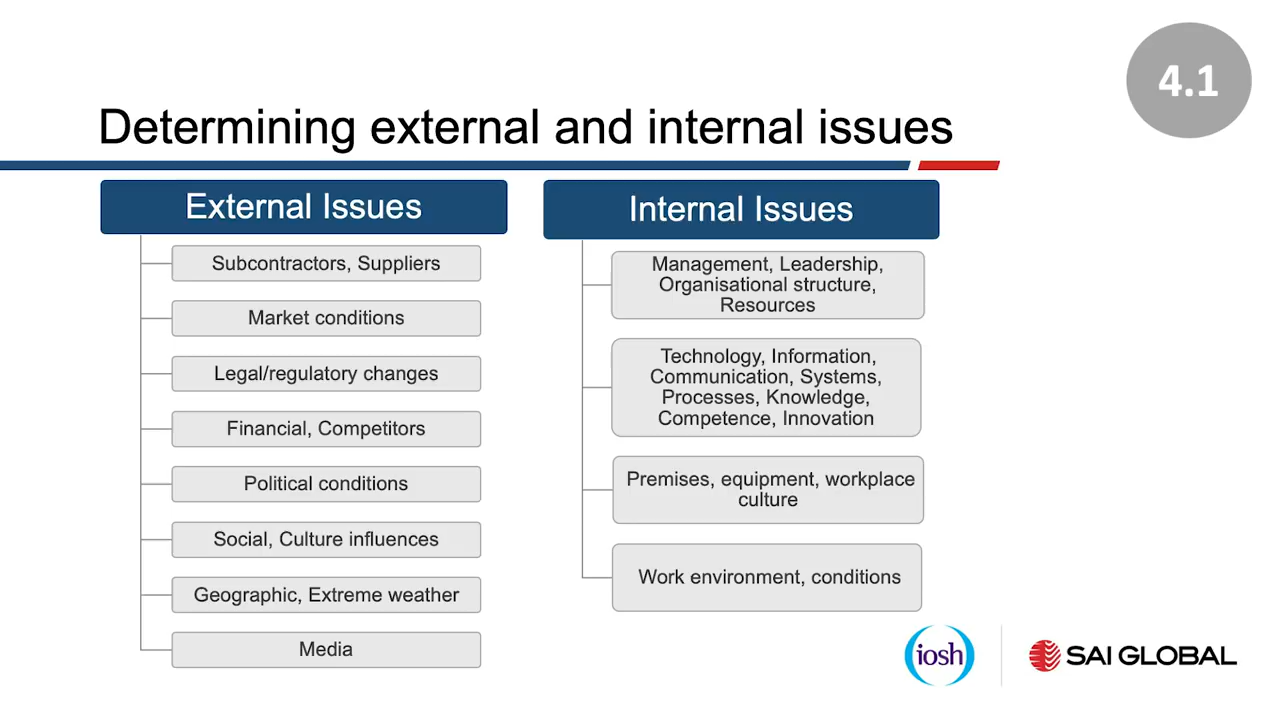 4.1
Determining external and internal issues
External Issues
Subcontractors, Suppliers
Market conditions
Legal/regulatory changes
Financial, Competitors
Political conditions
Social, Culture influences
Geographic, Extreme weather
Media
Internal Issues
Management, Leadership,
Organisational structure,
Resources
Technology, Information,
Communication, Systems,
Processes, Knowledge,
Competence, Innovation
Premises, equipment, workplace
culture
Work environment, conditions
iosh
SAI GLOBAL